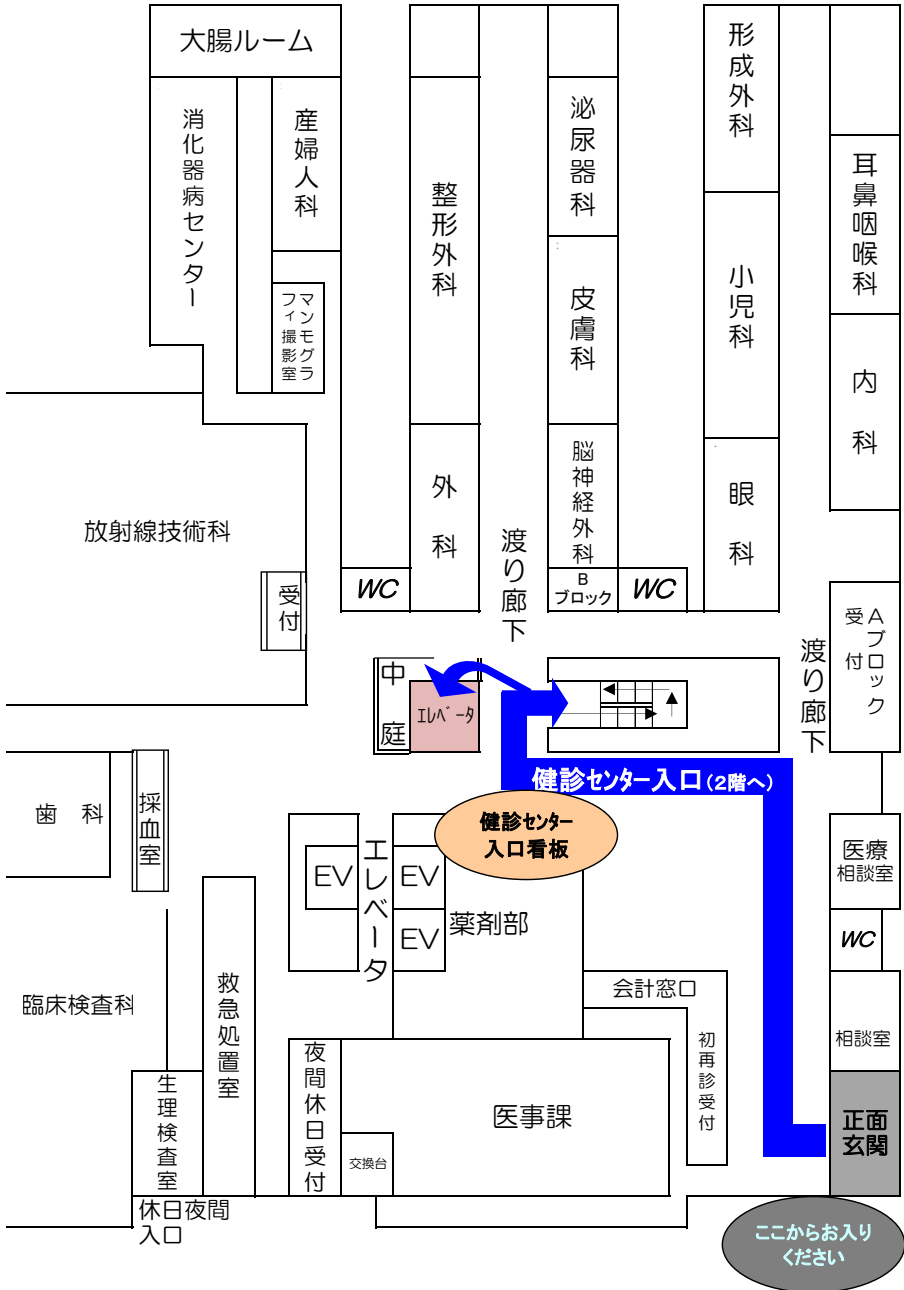 大腸ルーム
消化器病センター
産婦人科
マンモグラ
フィ撮影室
整形外科
泌尿器科
皮膚科
形成外科
小児科
耳鼻咽喉科
内科
放射線技術科
受付
外科
脳神経外科
眼科
WC
渡り廊下
B
ブロック
WC
Aブロック
受付
渡り廊下
中庭
エレベータ
健診センター入口(2階へ)
健診センター
入口看板
歯科
採血室
EV
エレベータ
EV
EV
薬剤部
医療
相談室
WC
臨床検査科
救急処置室
会計窓口
初再診受付
相談室
生理検査室
夜間休日受付
交換台
医事課
正面
玄関
休日夜間
入口
ここからお入り
ください